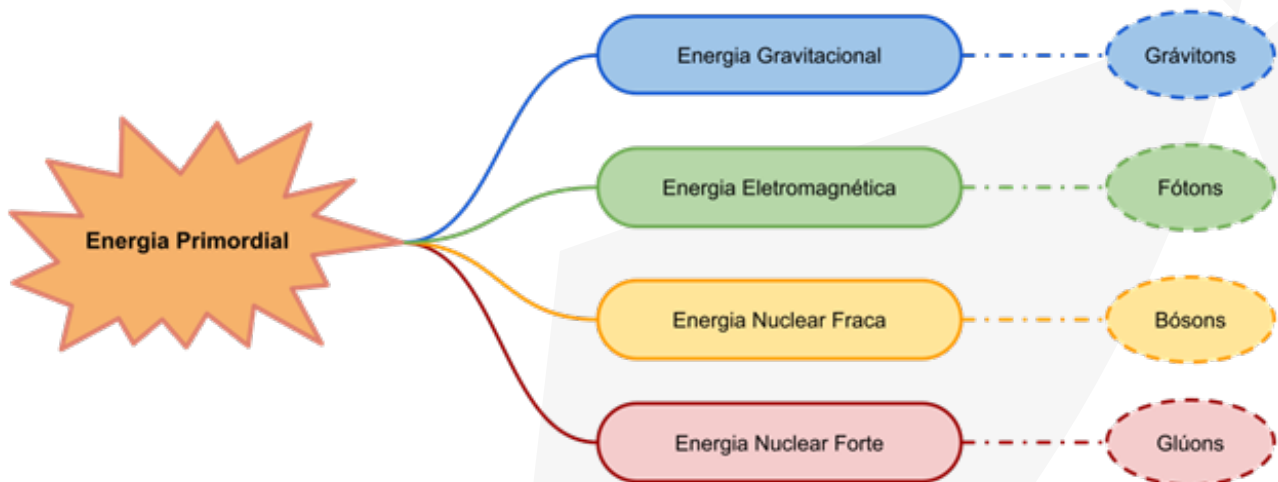 Energia Primordial
Energia Gravitacional
Grávitons
Energia Eletromagnética
Fótons
Energia Nuclear Fraca
Bósons
Energia Nuclear Forte
Glúons